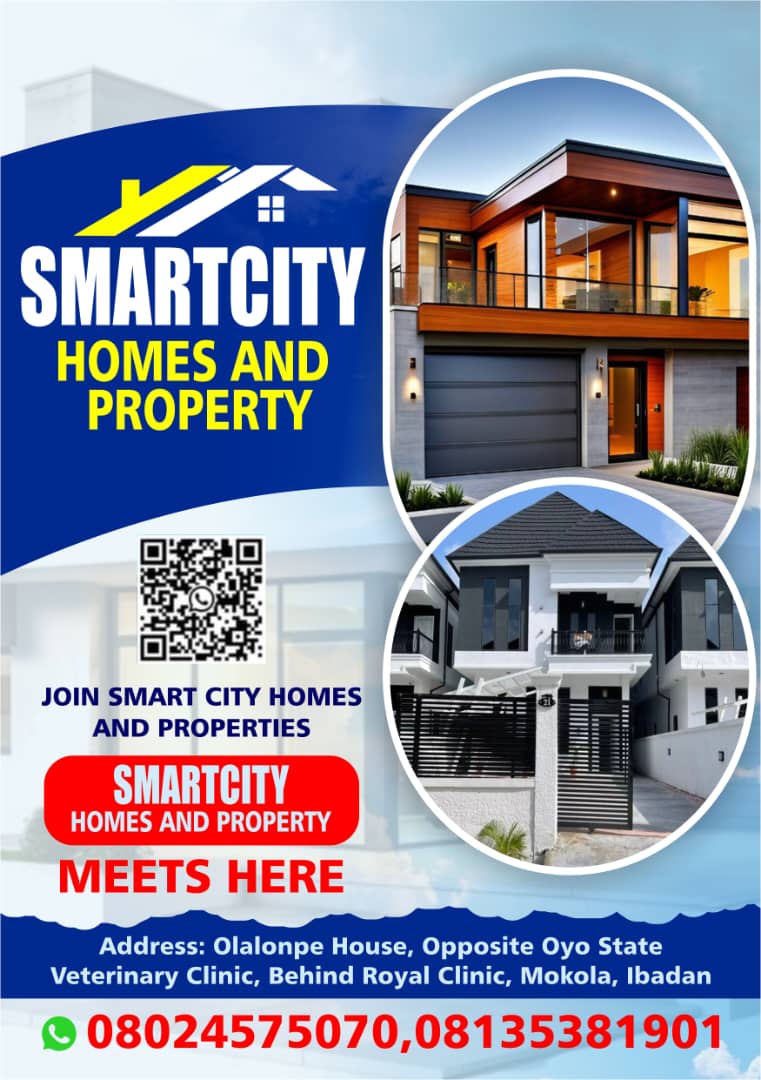 SMARTCITY
HOMES AND
PROPERTY
JOIN SMART CITY HOMES
AND PROPERTIES
SMARTCITY
HOMES AND PROPERTY
MEETS HERE
Address: Olalonpe House, Opposite Oyo State
Veterinary Clinic, Behind Royal Clinic, Mokola, Ibadan
08024575070,08135381901